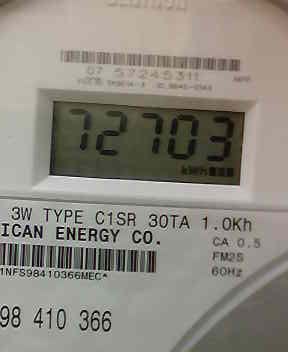 07 57245311
72703
kWh
3W TYPE C1SR 30TA 1.0Kh
ICAN ENERGY CO.
CA 0.5
FM2S
60Hz
1NFS98410366MEC*
98 410 366